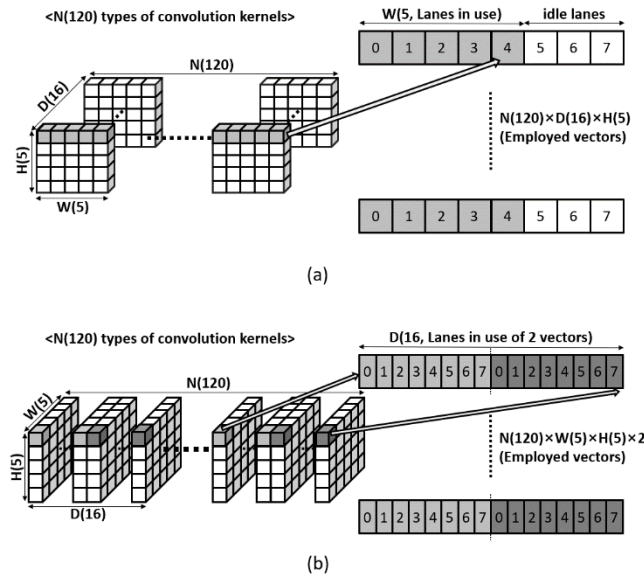 <N(120) types of convolution kernels>
W(5, Lanes in use)
idle lanes
0 1 2 3 4 5 6 7
N(120)
D(16)
H(5)
W(5)
N(120)×D(16)×H(5)
(Employed vectors)
0 1 2 3 4 5 6 7
(a)
<N(120) types of convolution kernels>
D(16, Lanes in use of 2 vectors)
0 1 2 3 4 5 6 7 0 1 2 3 4 5 6 7
N(120)
W(5)
H(5)
D(16)
N(120)×W(5)×H(5)×2
(Employed vectors)
0 1 2 3 4 5 6 7 0 1 2 3 4 5 6 7
(b)